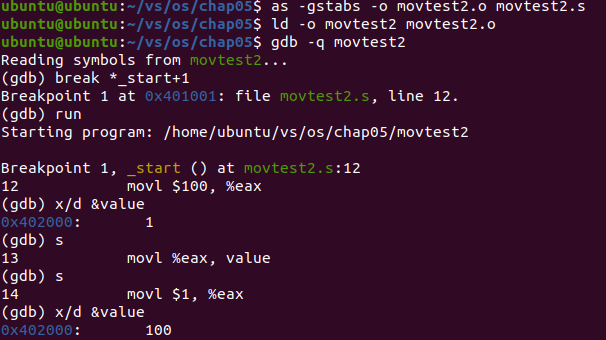 ubuntu@ubuntu:~/vs/os/chap05$ as -gstabs -o movtest2.o movtest2.s
ubuntu@ubuntu:~/vs/os/chap05$ ld -o movtest2 movtest2.o
ubuntu@ubuntu:~/vs/os/chap05$ gdb -q movtest2
Reading symbols from movtest2...
(gdb) break *_start+1
Breakpoint 1 at 0x401001: file movtest2.s, line 12.
(gdb) run
Starting program: /home/ubuntu/vs/os/chap05/movtest2
Breakpoint 1, _start () at movtest2.s:12
12 movl $100, %eax
(gdb) x/d &value
0x402000: 1
(gdb) s
13 movl %eax, value
(gdb) s
14 movl $1, %eax
(gdb) x/d &value
0x402000: 100